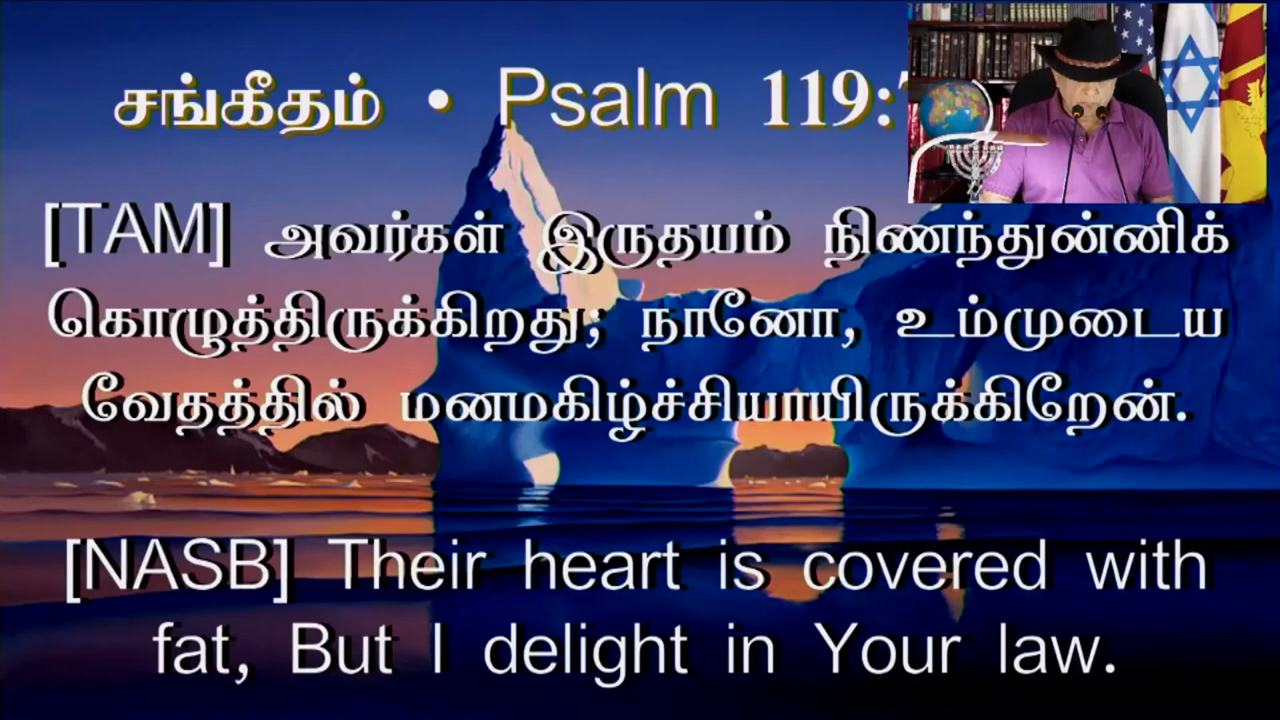 சங்கீதம் • Psalm 119:
[TAM] அவர்கள் இருதயம் நிணந்துன்னிக்
கொழுத்திருக்கிறது; நானோ, உம்முடைய
வேதத்தில் மனமகிழ்ச்சியாயிருக்கிறேன்.
[NASB] Their heart is covered with
fat, But I delight in Your law.